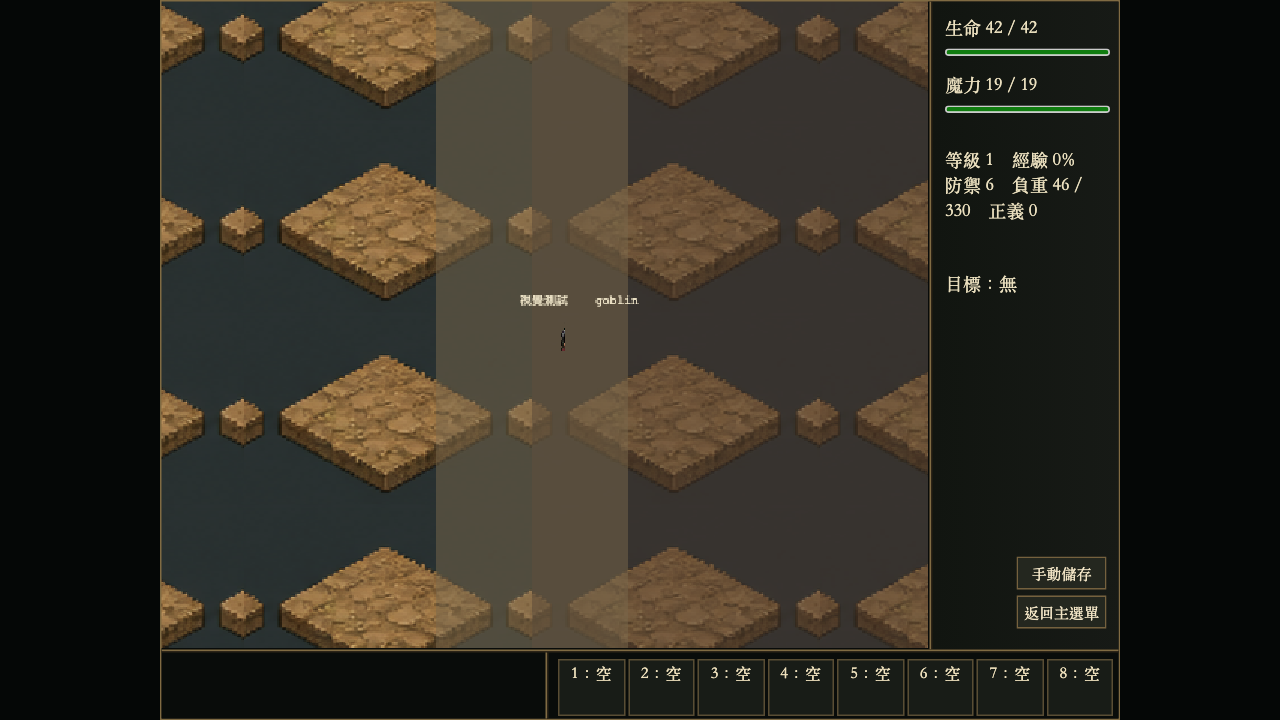 生命 42 / 42
魔力 19 / 19
等級 1　經驗 0%
防禦 6　負重 46 /
330　正義 0
目標：無
視覺測試
goblin
手動儲存
返回主選單
1：空
2：空
3：空
4：空
5：空
6：空
7：空
8：空